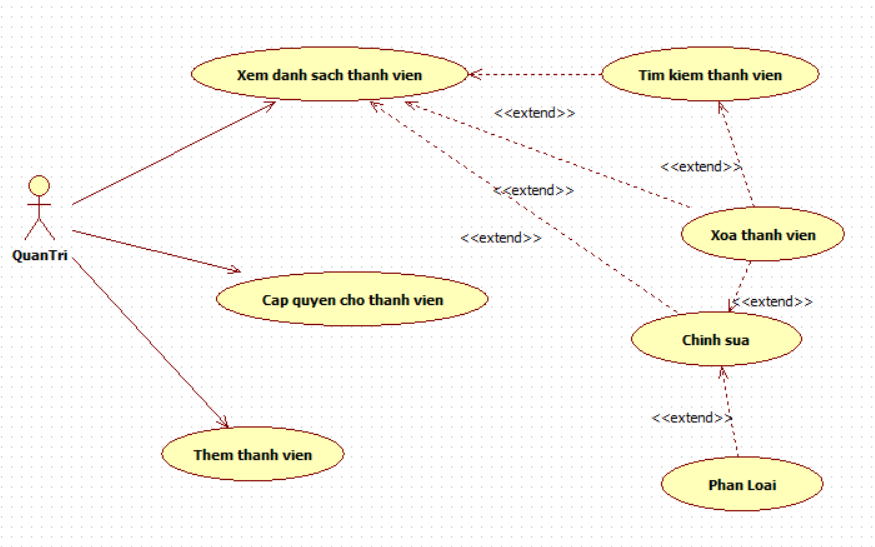 Xem danh sach thanh vien
Tim kiem thanh vien
<<extend>>
<<extend>>
<<extend>>
Xoa thanh vien
<<extend>>
QuanTri
Cap quyen cho thanh vien
<<extend>>
Chinh sua
<<extend>>
Them thanh vien
Phan Loai